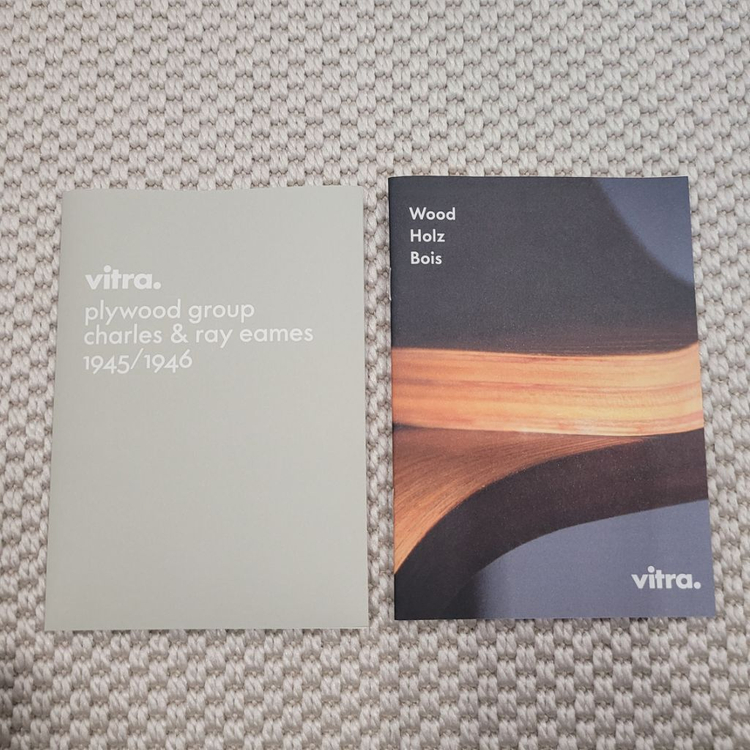 vitra.
plywood group
charles & ray eames
1945/1946
Wood
Holz
Bois
vitra.